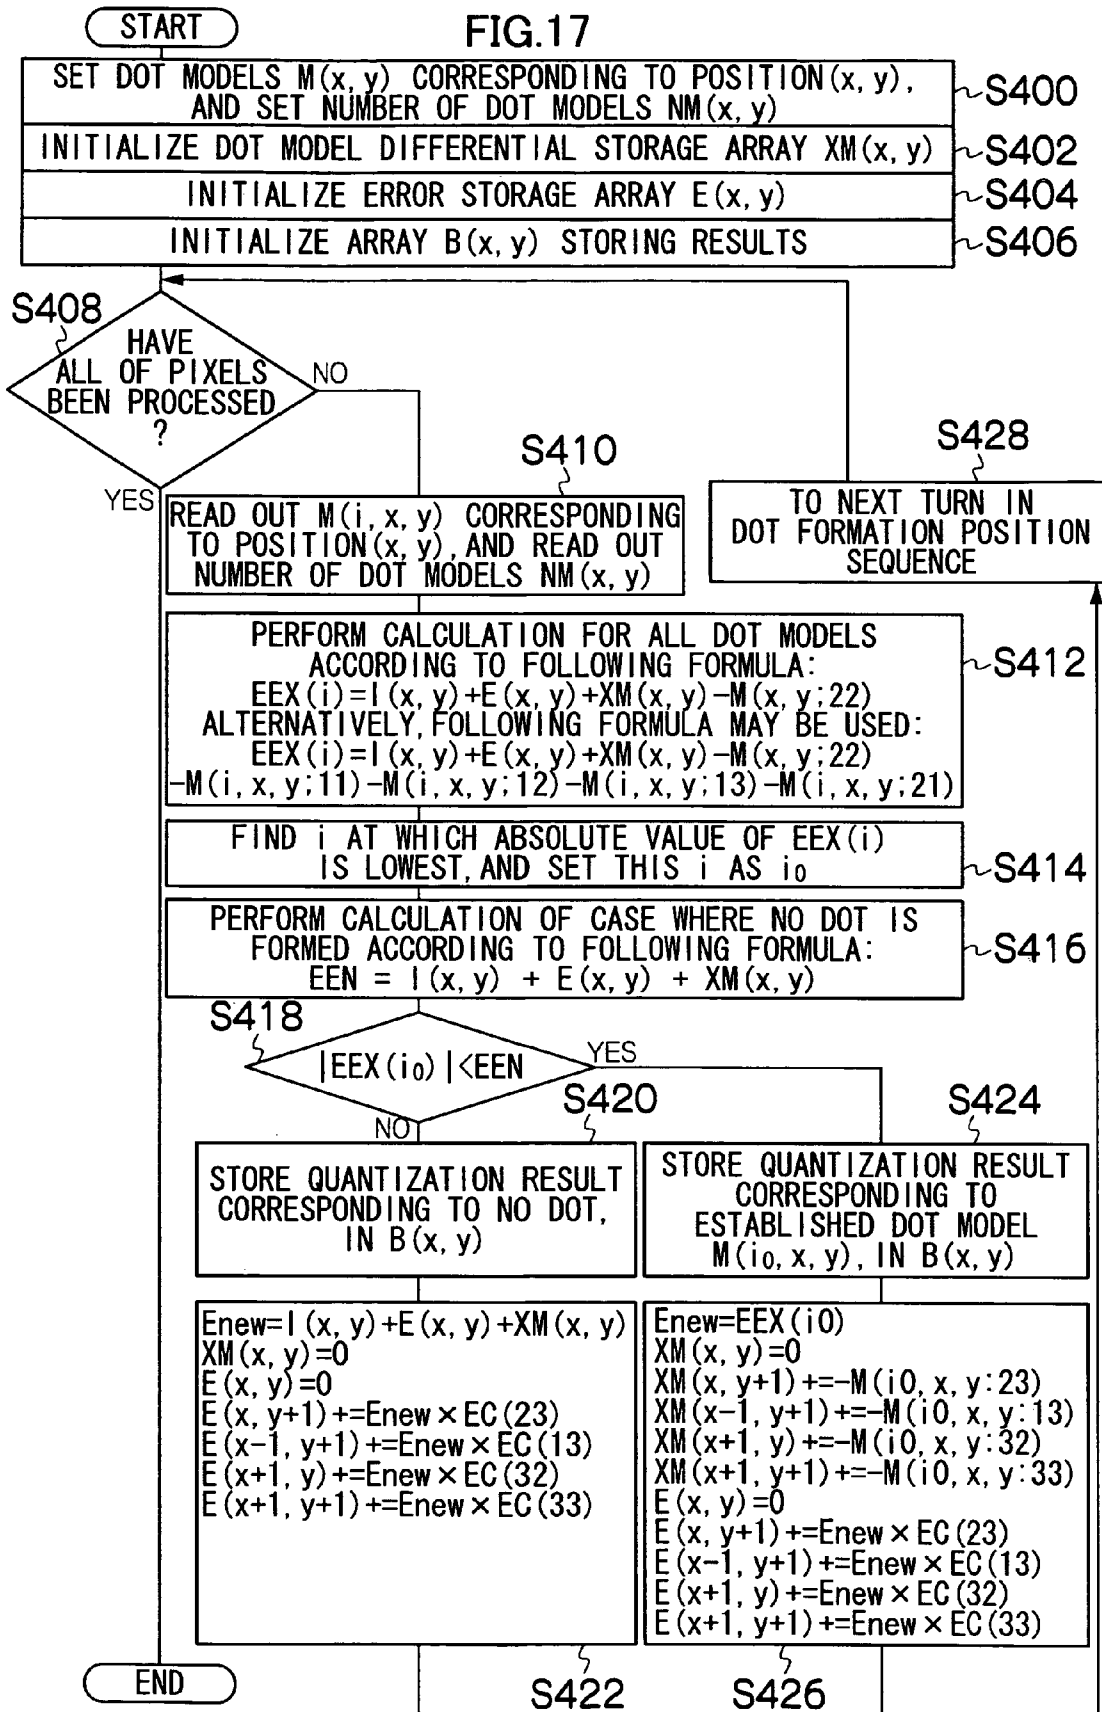 START
FIG.17
SET DOT MODELS M(x, y) CORRESPONDING TO POSITION(x, y),
AND SET NUMBER OF DOT MODELS NM(x, y)
S400
INITIALIZE DOT MODEL DIFFERENTIAL STORAGE ARRAY XM(x, y)
S402
INITIALIZE ERROR STORAGE ARRAY E(x, y)
S404
INITIALIZE ARRAY B(x, y) STORING RESULTS
S406
S408
HAVE
ALL OF PIXELS
BEEN PROCESSED
?
NO
YES
S410
READ OUT M(i, x, y) CORRESPONDING
TO POSITION(x, y), AND READ OUT
NUMBER OF DOT MODELS NM(x, y)
S428
TO NEXT TURN IN
DOT FORMATION POSITION
SEQUENCE
PERFORM CALCULATION FOR ALL DOT MODELS
ACCORDING TO FOLLOWING FORMULA:
EEX(i)=I(x, y)+E(x, y)+XM(x, y)-M(x, y;22)
ALTERNATIVELY, FOLLOWING FORMULA MAY BE USED:
EEX(i)=I(x, y)+E(x, y)+XM(x, y)-M(x, y;22)
-M(i, x, y;11)-M(i, x, y;12)-M(i, x, y;13)-M(i, x, y;21)
S412
FIND i AT WHICH ABSOLUTE VALUE OF EEX(i)
IS LOWEST, AND SET THIS i AS i0
S414
PERFORM CALCULATION OF CASE WHERE NO DOT IS
FORMED ACCORDING TO FOLLOWING FORMULA:
EEN = I(x, y) + E(x, y) + XM(x, y)
S416
S418
|EEX(i0)|<EEN
YES
NO
S420
STORE QUANTIZATION RESULT
CORRESPONDING TO NO DOT,
IN B(x, y)
S424
STORE QUANTIZATION RESULT
CORRESPONDING TO
ESTABLISHED DOT MODEL
M(i0, x, y), IN B(x, y)
Enew=I(x, y)+E(x, y)+XM(x, y)
XM(x, y)=0
E(x, y)=0
E(x, y+1)+=Enew×EC(23)
E(x-1, y+1)+=Enew×EC(13)
E(x+1, y)+=Enew×EC(32)
E(x+1, y+1)+=Enew×EC(33)
S422
Enew=EEX(i0)
XM(x, y)=0
XM(x, y+1)+=-M(i0, x, y:23)
XM(x-1, y+1)+=-M(i0, x, y:13)
XM(x+1, y)+=-M(i0, x, y:32)
XM(x+1, y+1)+=-M(i0, x, y:33)
E(x, y)=0
E(x, y+1)+=Enew×EC(23)
E(x-1, y+1)+=Enew×EC(13)
E(x+1, y)+=Enew×EC(32)
E(x+1, y+1)+=Enew×EC(33)
S426
END